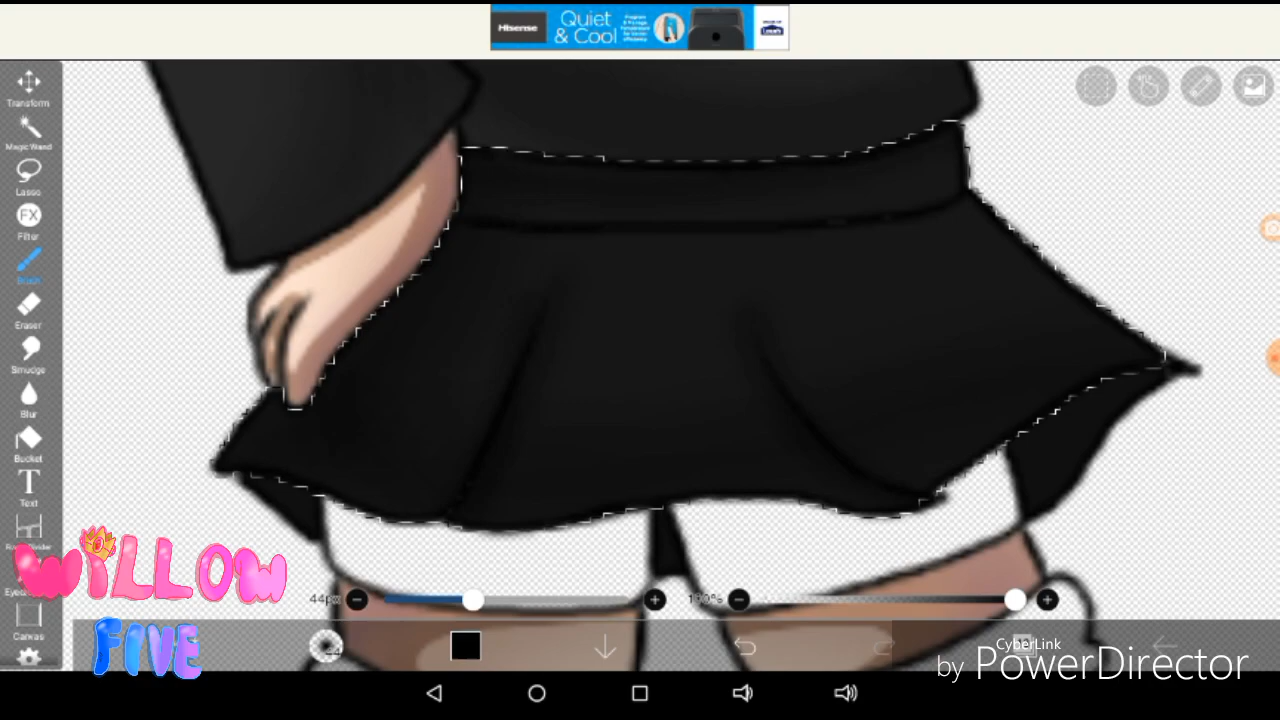 Hisense
Quiet
& Cool
Transform
Magic Wand
Lasso
FX
Filter
Brush
Eraser
Smudge
Blur
Bucket
T
Text
Canvas
WiLLOW
FIVE
44px
100%
CyberLink
by PowerDirector